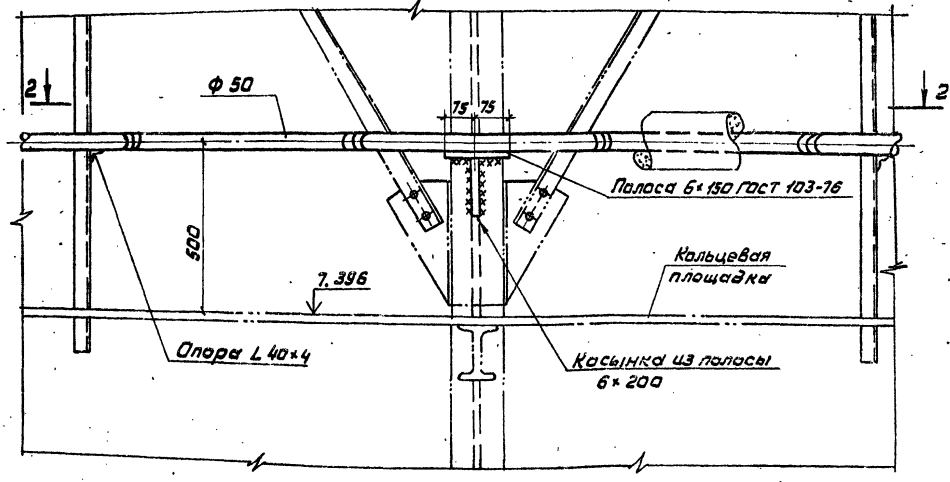 2
2
ф 50
75 75
Полоса 6×150 ГОСТ 103-76
500
7.396
Кольцевая
площадка
Опора L 40×4
Косынка из полосы
6×200